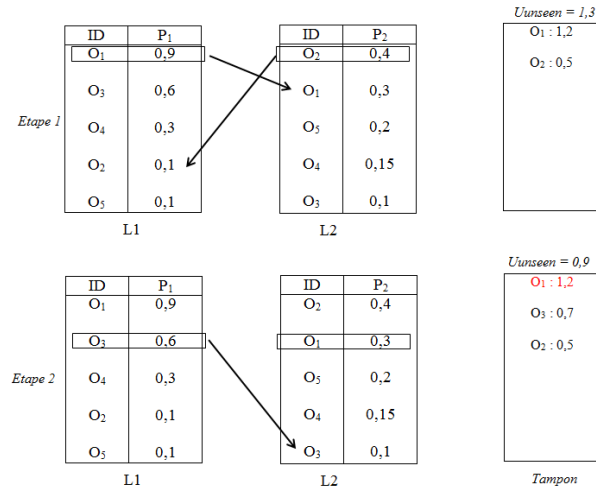 Uunseen = 1,3
ID P₁ ID P₂
O₁ 0,9 O₂ 0,4 O₁ : 1,2
O₃ 0,6 O₁ 0,3 O₂ : 0,5
Etape 1
O₄ 0,3 O₅ 0,2
O₂ 0,1 O₄ 0,15
O₅ 0,1 O₃ 0,1
L1 L2
Uunseen = 0,9
ID P₁ ID P₂ O₁ : 1,2
O₁ 0,9 O₂ 0,4 O₃ : 0,7
O₃ 0,6 O₁ 0,3 O₂ : 0,5
Etape 2
O₄ 0,3 O₅ 0,2
O₂ 0,1 O₄ 0,15
O₅ 0,1 O₃ 0,1
L1 L2 Tampon